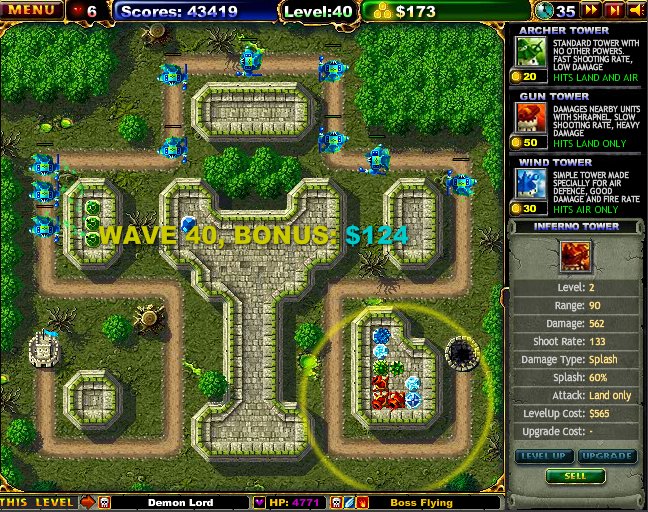 MENU 6 Scores: 43419 Level:40 $173 35
ARCHER TOWER
STANDARD TOWER WITH
NO OTHER POWERS.
FAST SHOOTING RATE,
LOW DAMAGE
20 HITS LAND AND AIR
GUN TOWER
DAMAGES NEARBY UNITS
WITH SHRAPNEL, SLOW
SHOOTING RATE, HEAVY
DAMAGE
50 HITS LAND ONLY
WIND TOWER
SIMPLE TOWER MADE
SPECIALLY FOR AIR
DEFENCE, GOOD
DAMAGE AND FIRE RATE
30 HITS AIR ONLY
WAVE 40, BONUS: $124
INFERNO TOWER
Level: 2
Range: 90
Damage: 562
Shoot Rate: 133
Damage Type: Splash
Splash: 60%
Attack: Land only
LevelUp Cost: $565
Upgrade Cost: -
LEVEL UP UPGRADE
SELL
THIS LEVEL Demon Lord HP: 4771 Boss Flying